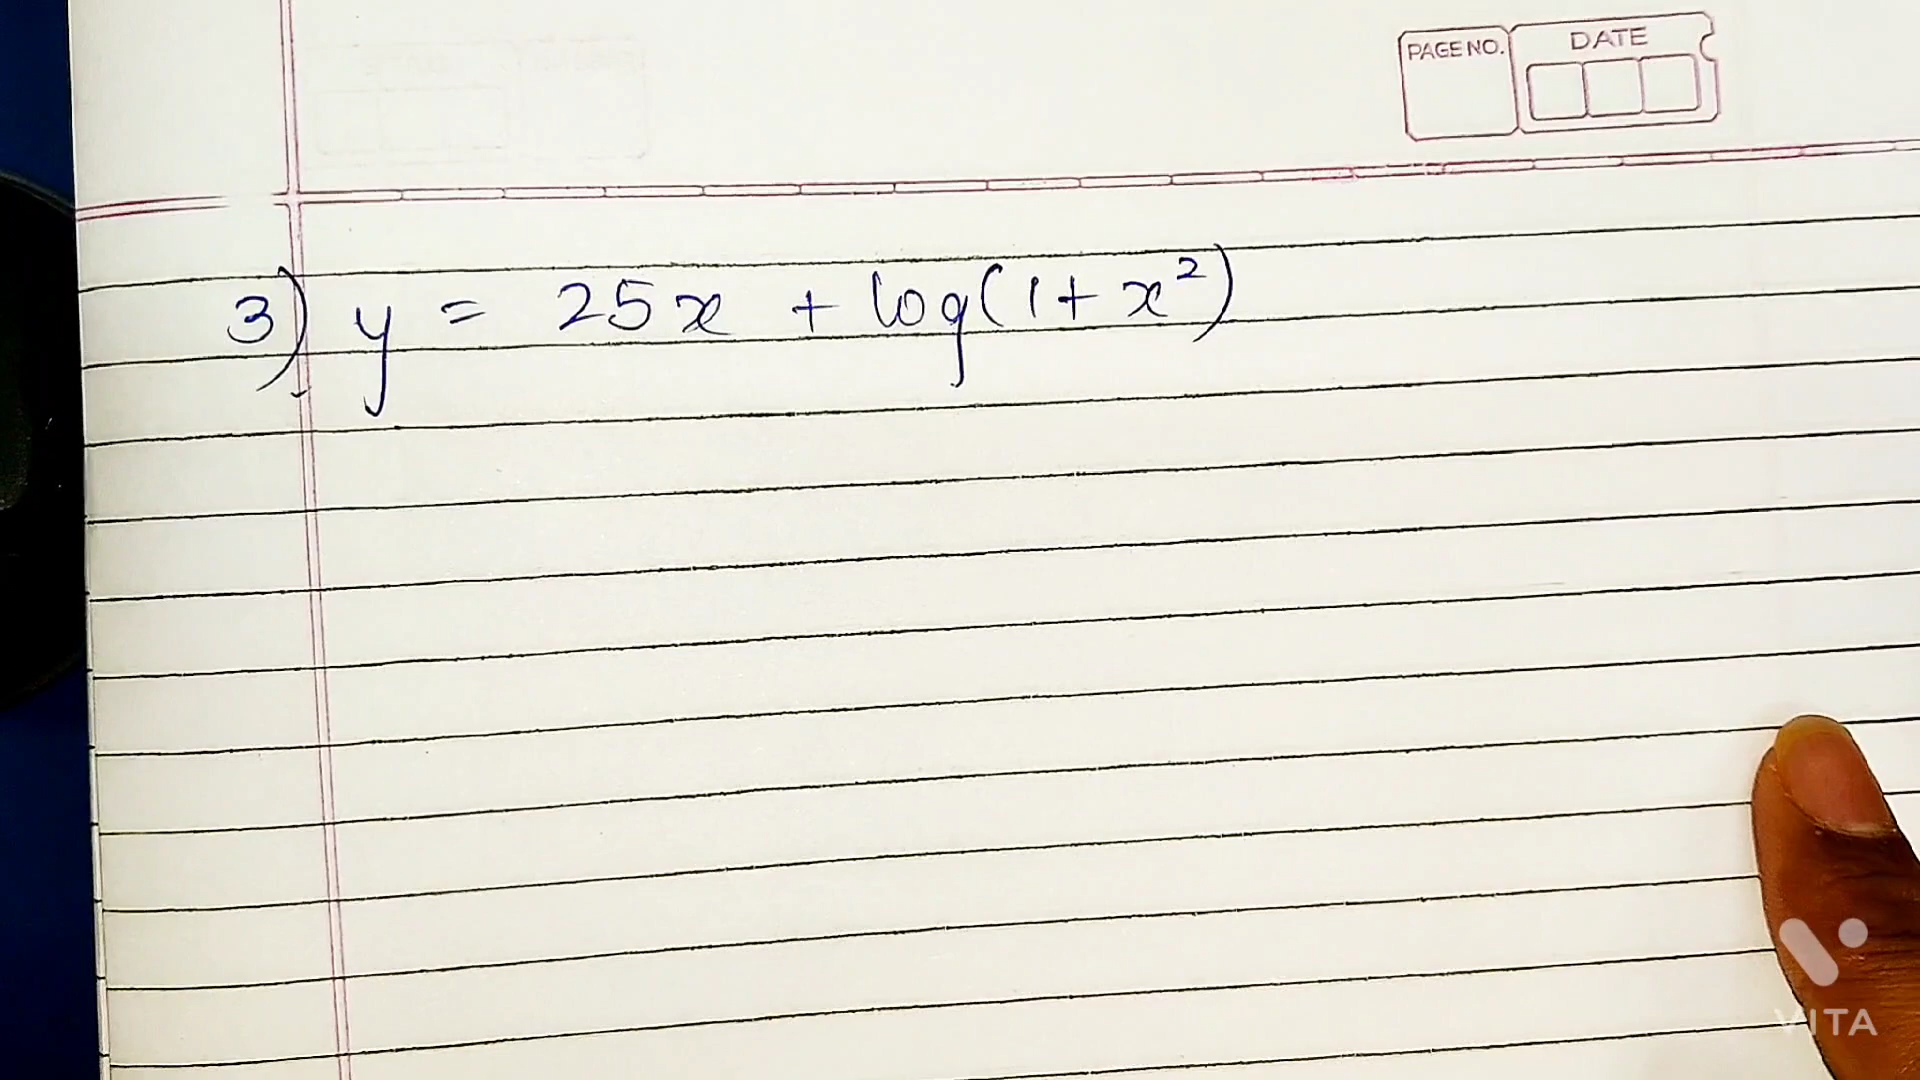 PAGE NO. DATE
3) y = 25x + log(1 + x²)
VITA